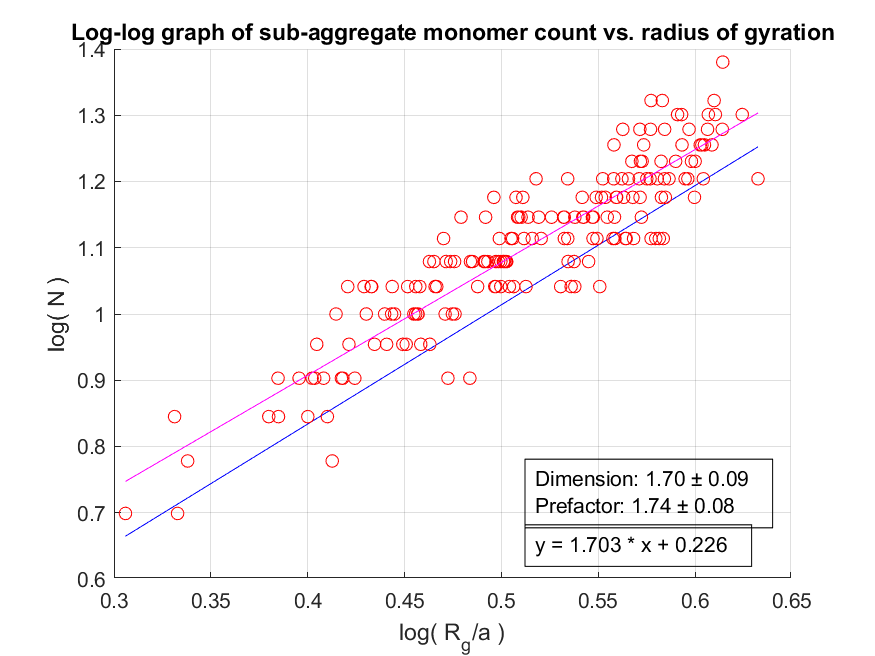 Log-log graph of sub-aggregate monomer count vs. radius of gyration
1.4
1.3
1.2
1.1
1
0.9
0.8
0.7
0.6
log( N )
Dimension: 1.70 ± 0.09
Prefactor: 1.74 ± 0.08
y = 1.703 * x + 0.226
0.3 0.35 0.4 0.45 0.5 0.55 0.6 0.65
log( R_g/a )